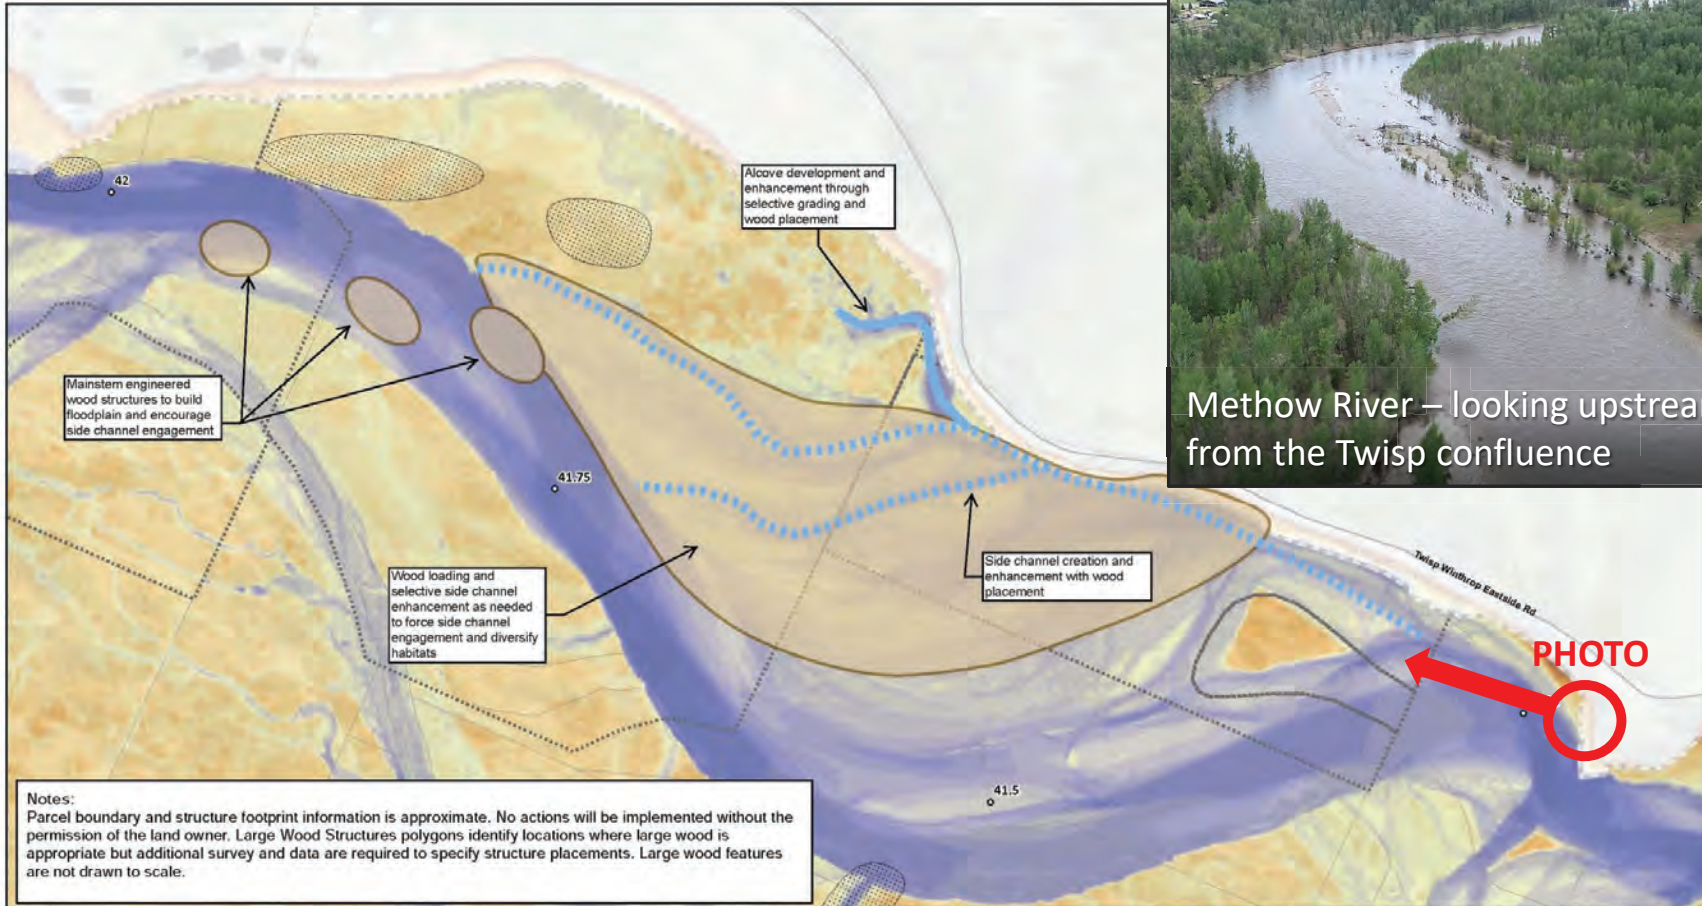 42
Alcove development and
enhancement through
selective grading and
wood placement
Mainstem engineered
wood structures to build
floodplain and encourage
side channel engagement
41.75
Wood loading and
selective side channel
enhancement as needed
to force side channel
engagement and diversify
habitats
Side channel creation and
enhancement with wood
placement
Twisp Winthrop Eastside Rd
PHOTO
41.5
Methow River – looking upstream
from the Twisp confluence
Notes:
Parcel boundary and structure footprint information is approximate. No actions will be implemented without the
permission of the land owner. Large Wood Structures polygons identify locations where large wood is
appropriate but additional survey and data are required to specify structure placements. Large wood features
are not drawn to scale.